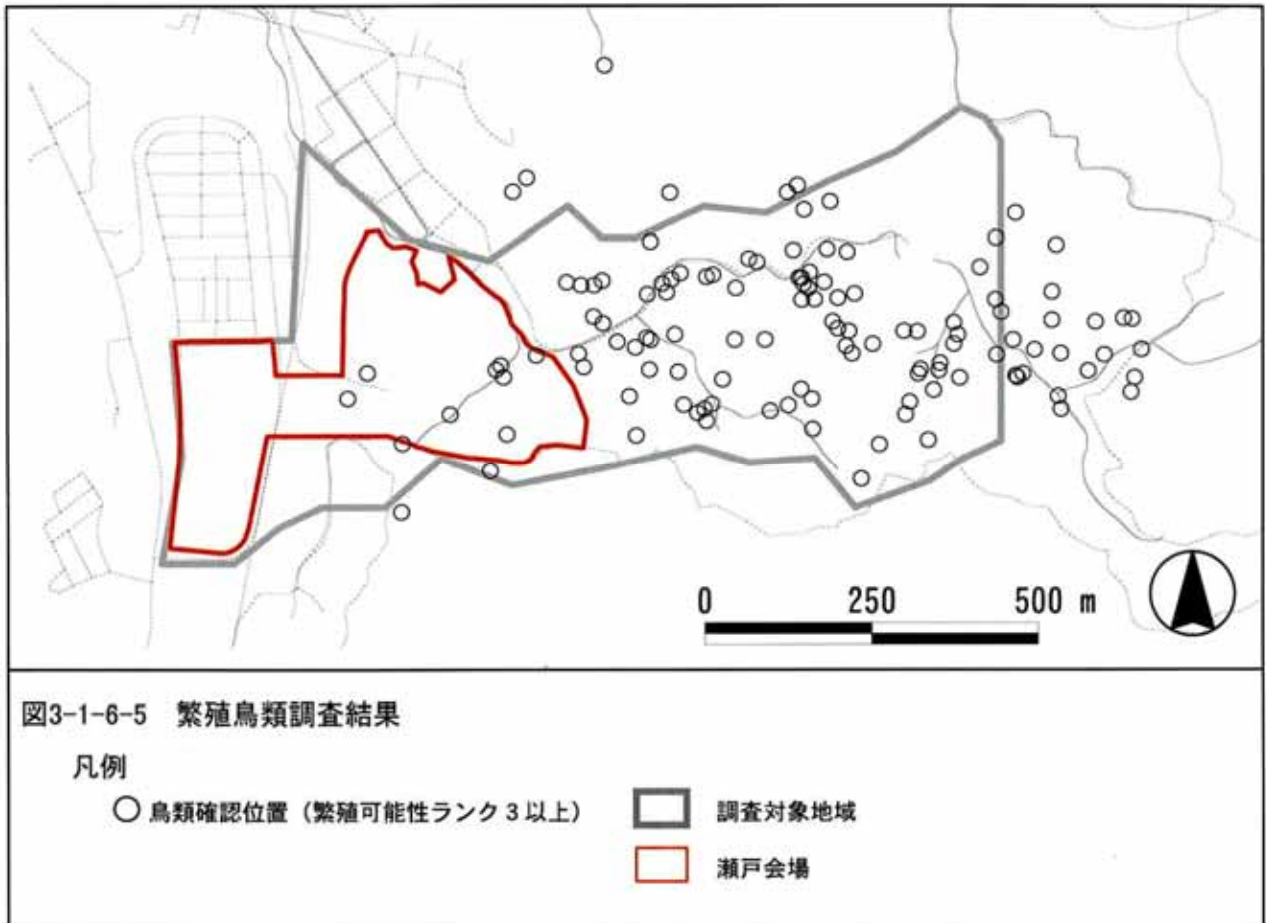 0 250 500 m
図3-1-6-5 繁殖鳥類調査結果
凡例
鳥類確認位置（繁殖可能性ランク３以上）
調査対象地域
瀬戸会場